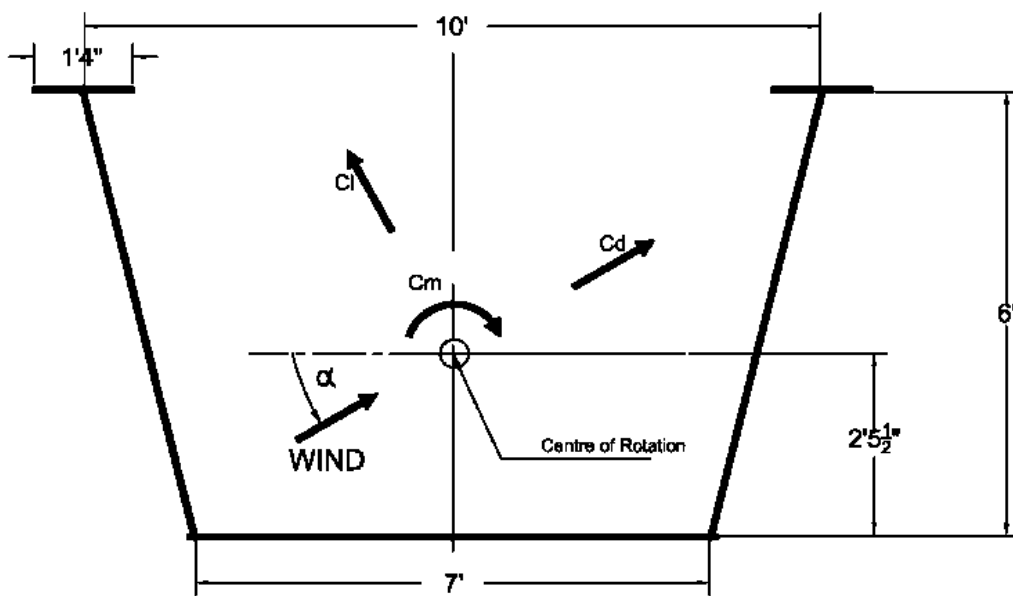 10'
1'4"
Cl
Cd
Cm
6'
α
2'5½"
WIND
Centre of Rotation
7'